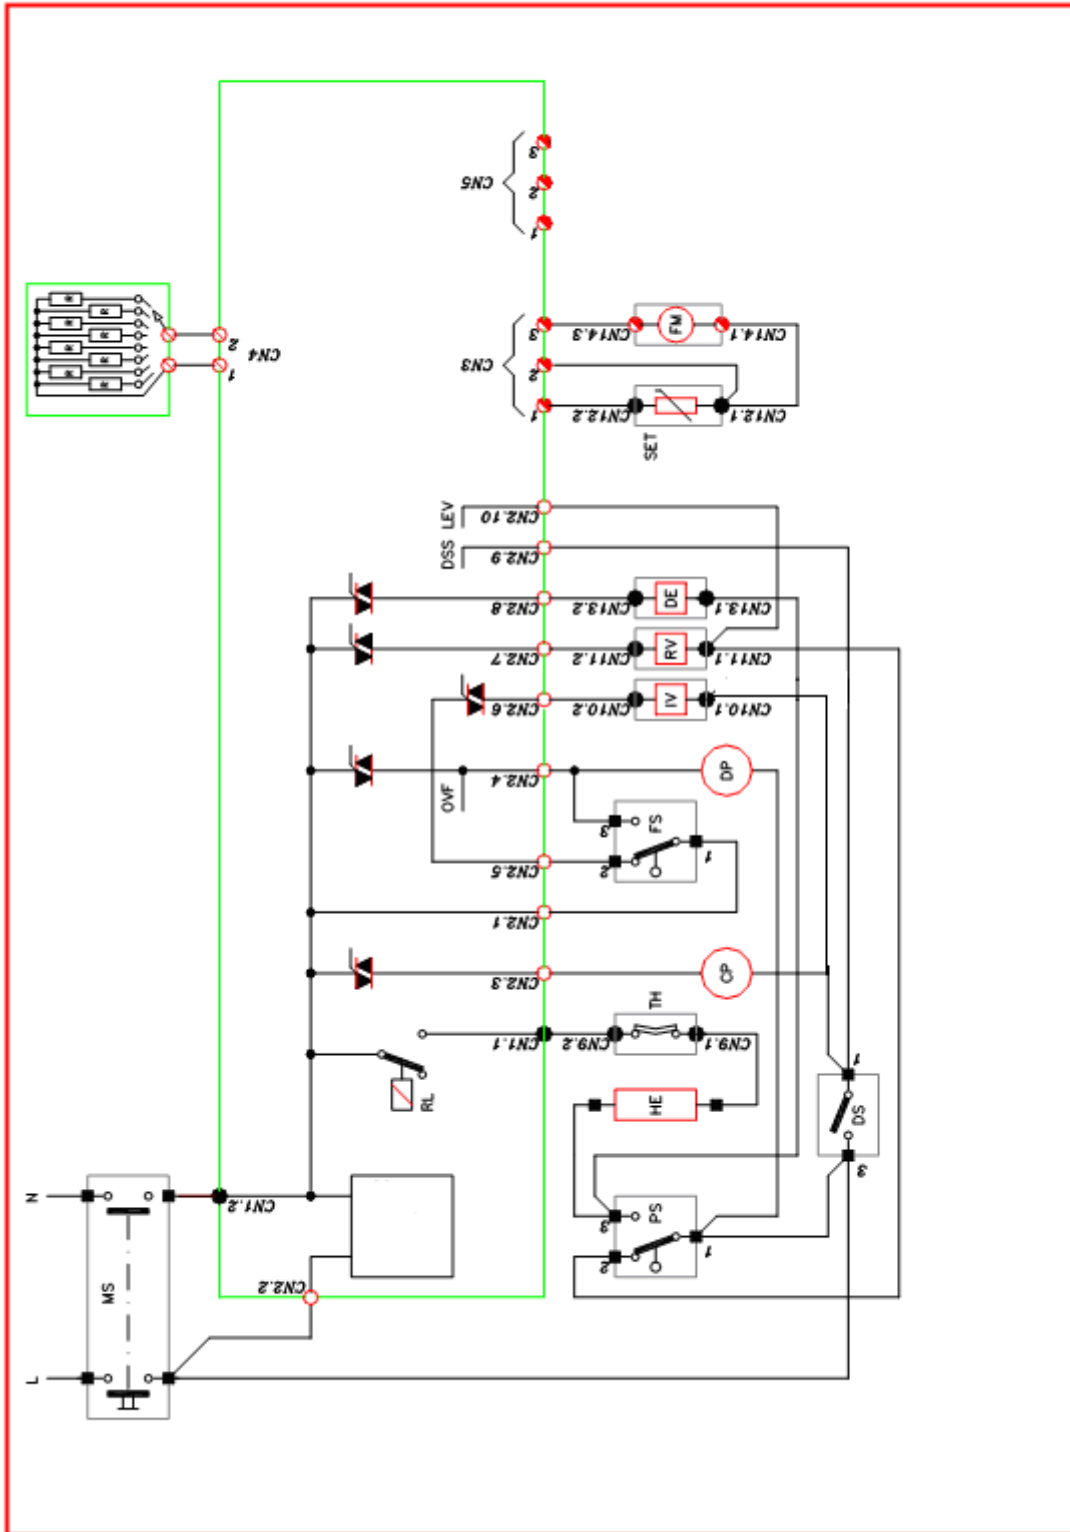 3
2
CN5
1
R
R
R
R
R
R
R
R
2
CN4
1
3
CN14.3
FM
CN14.1
CN3
2
1
CN12.2
CN12.1
SET
LEV
CN2.10
DSS
CN2.9
CN2.8
CN13.2
DE
CN13.1
CN2.7
CN11.2
RV
CN11.1
CN2.6
CN10.2
IV
CN10.1
OVF
CN2.4
DP
3
FS
CN2.5
2
1
CN2.1
CN2.3
CP
TH
CN1.1
CN9.2
CN9.1
RL
HE
1
DS
3
N
CN1.2
3
PS
2
1
MS
CN2.2
L